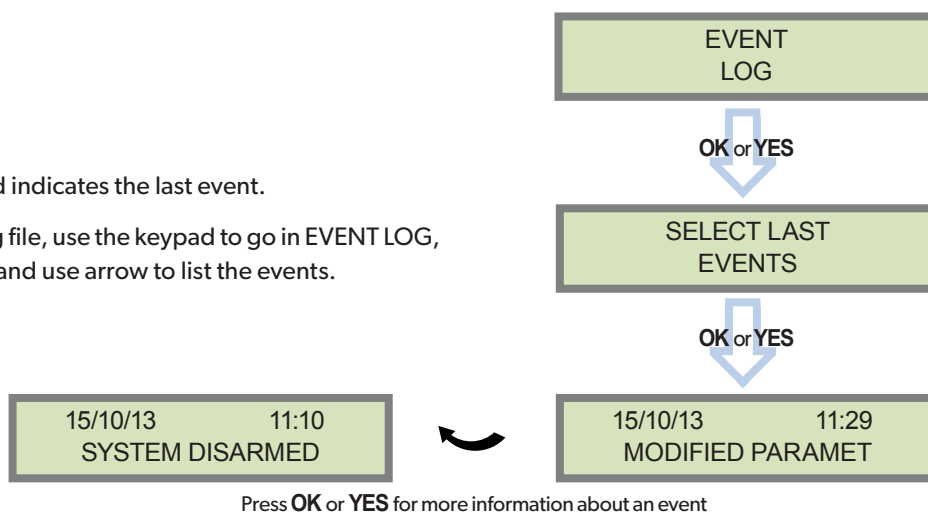 EVENT
LOG
OK or YES
indicates the last event.
file, use the keypad to go in EVENT LOG,
and use arrow to list the events.
SELECT LAST
EVENTS
OK or YES
15/10/13 11:10
SYSTEM DISARMED
15/10/13 11:29
MODIFIED PARAMET
Press OK or YES for more information about an event